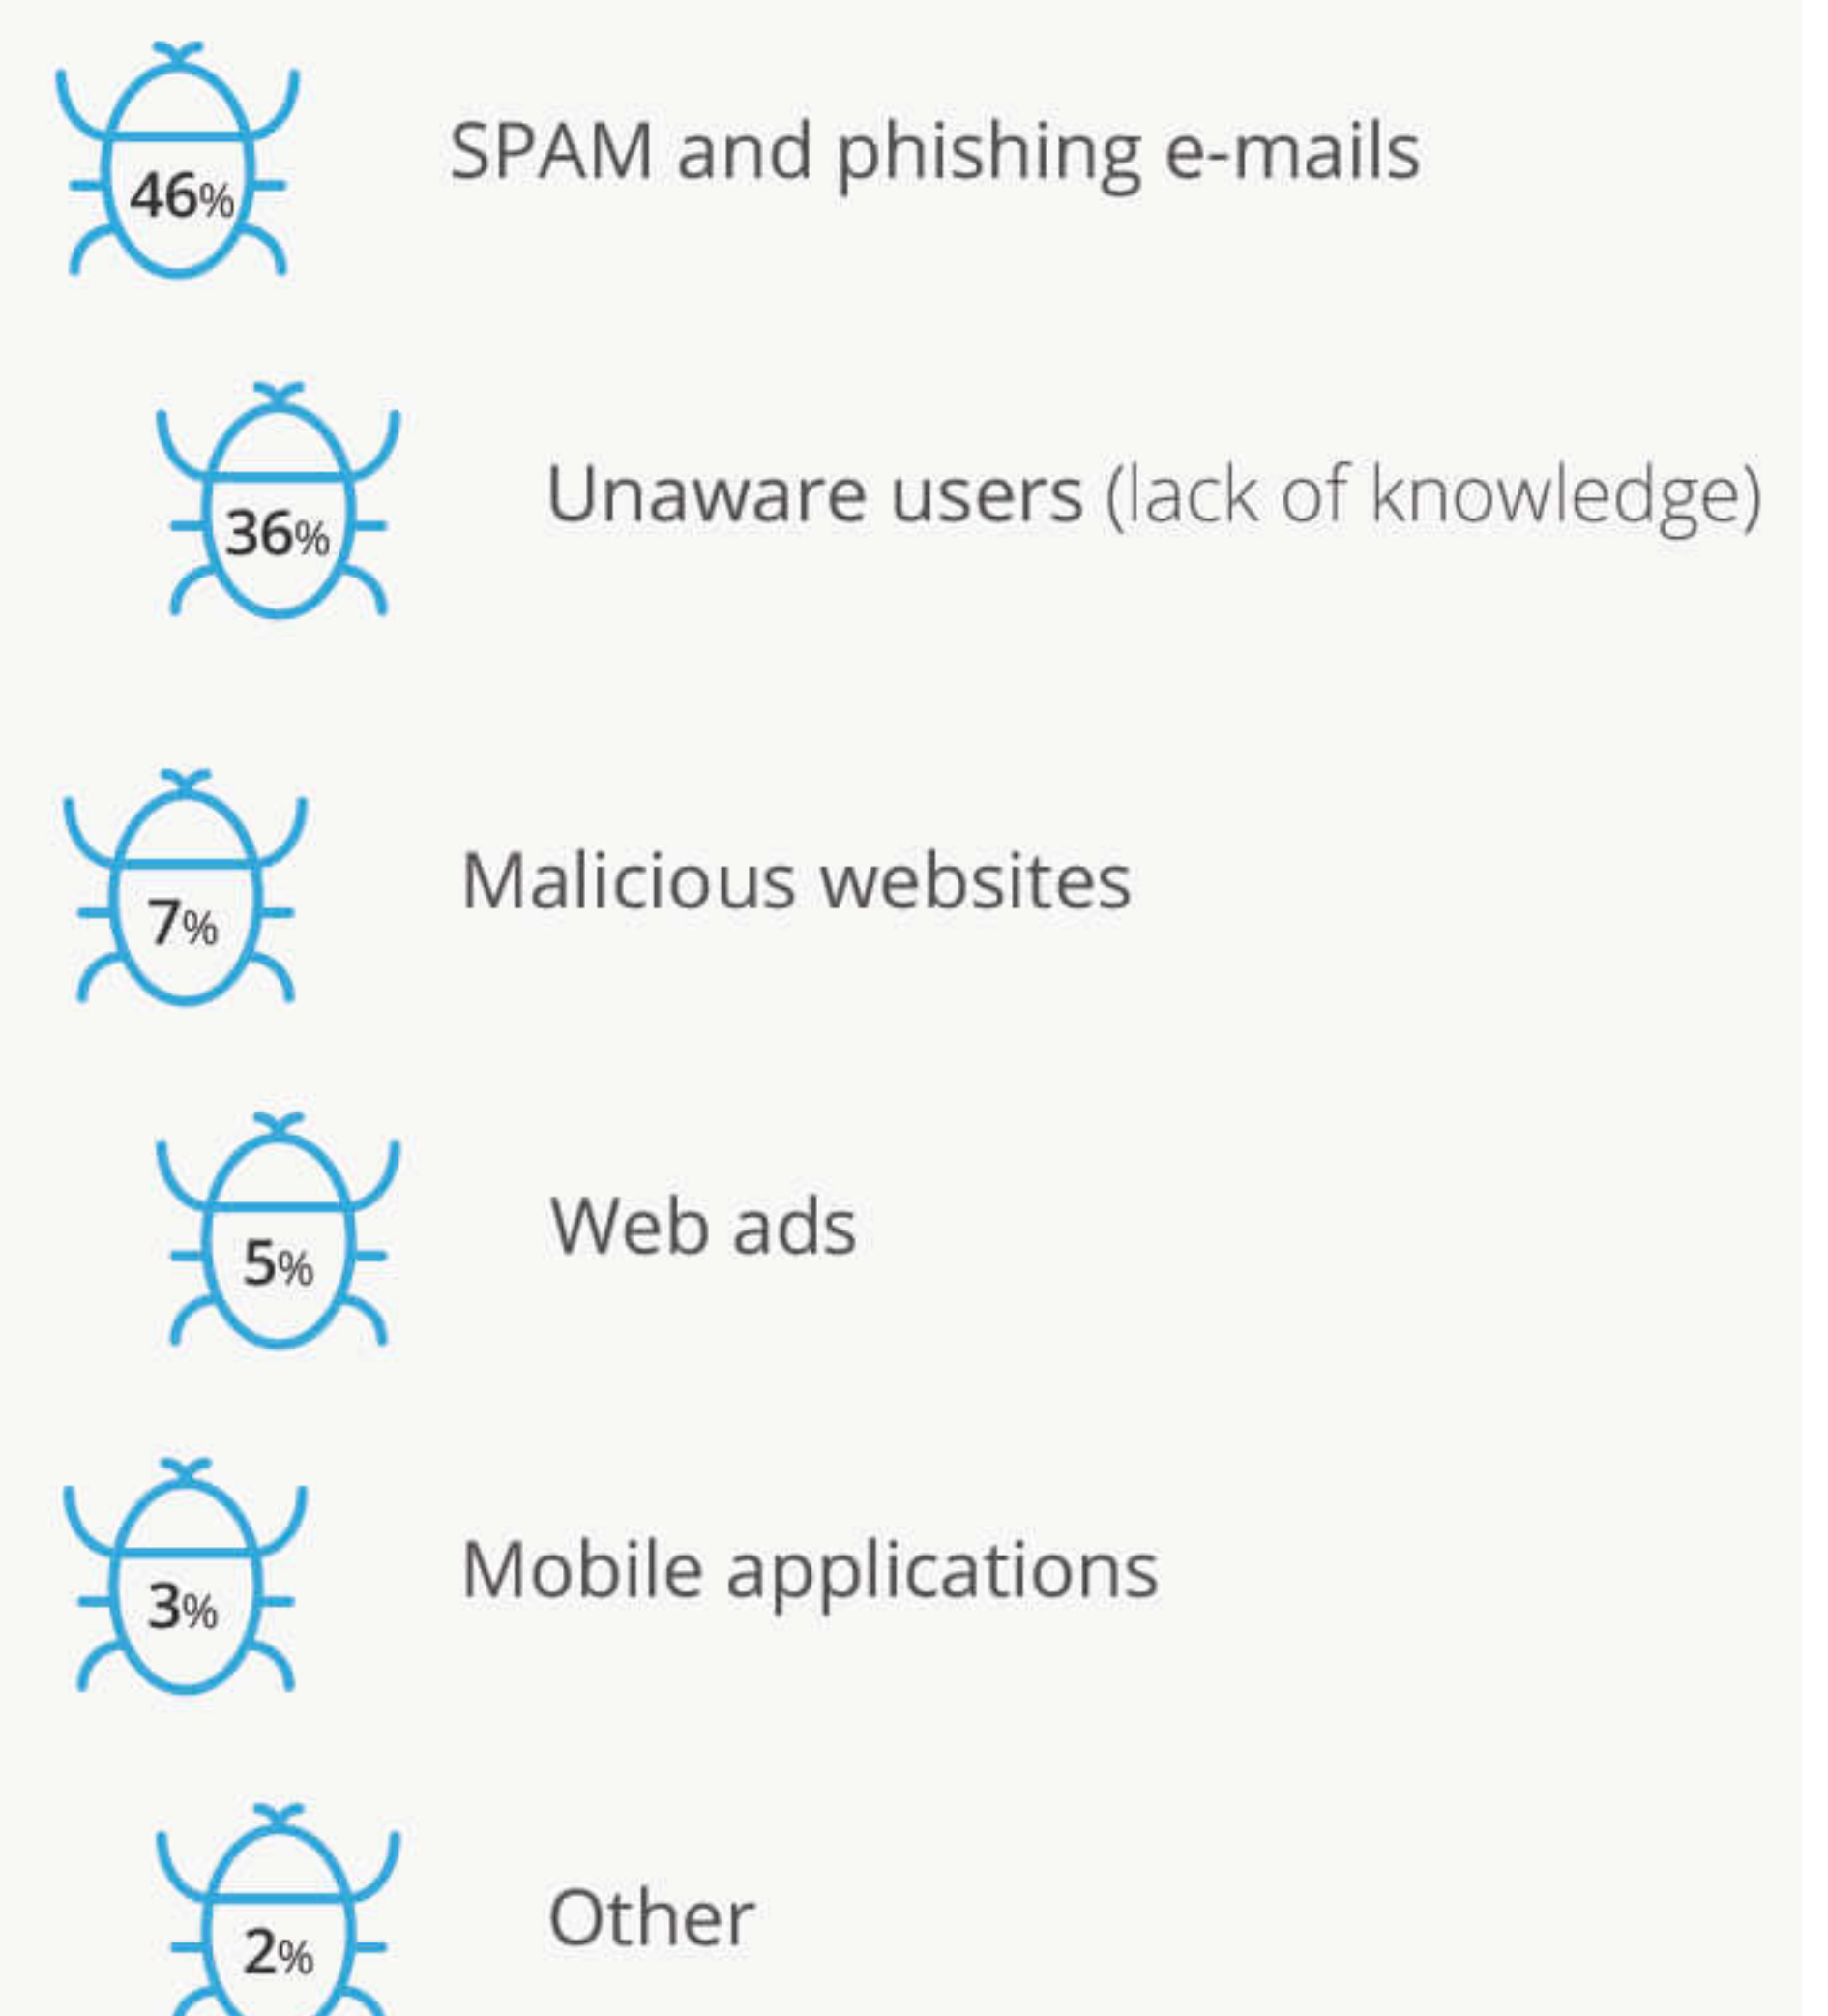 46% SPAM and phishing e-mails
36% Unaware users (lack of knowledge)
7% Malicious websites
5% Web ads
3% Mobile applications
2% Other